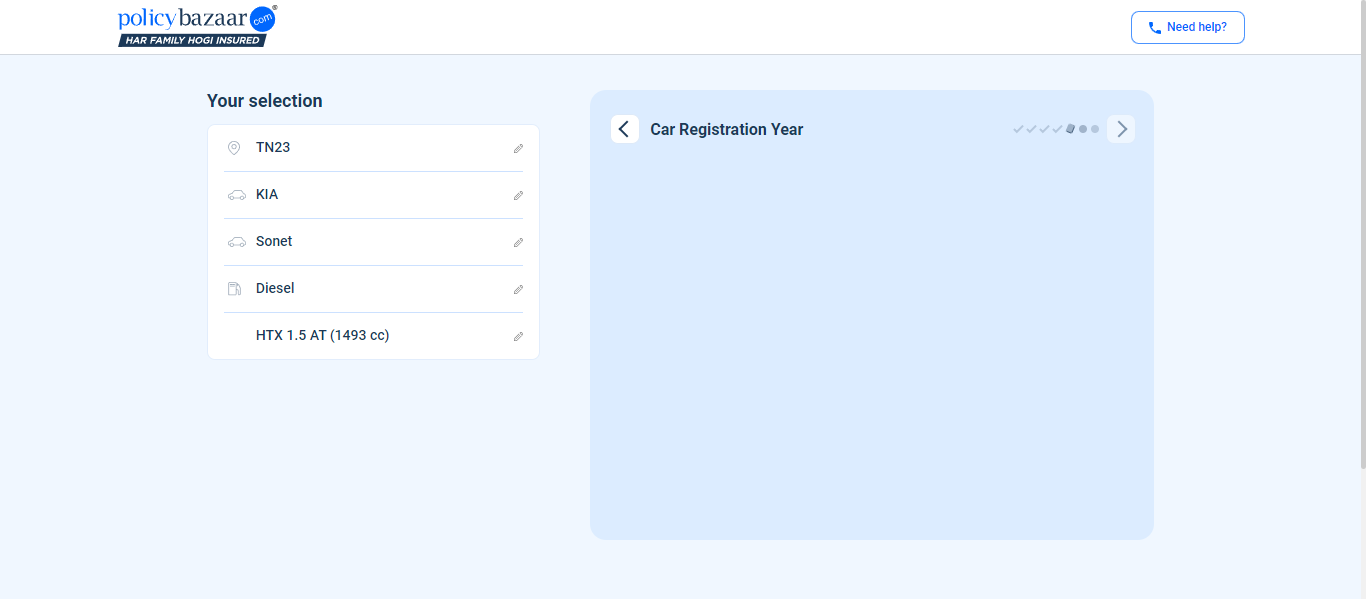 policybazaar.com®
HAR FAMILY HOGI INSURED
Need help?
Your selection
TN23
KIA
Sonet
Diesel
HTX 1.5 AT (1493 cc)
Car Registration Year